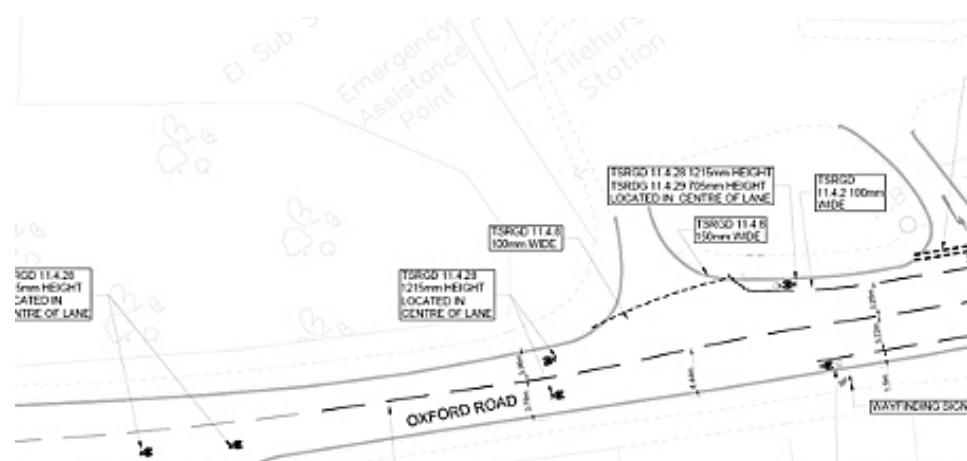 El Sub S
Emergency
Assistance
Point
Tilehurst
Station
TSRGD 11.4.28 1215mm HEIGHT
TSRDG 11.4.29 705mm HEIGHT
LOCATED IN CENTRE OF LANE
TSRGD
11.4.2 100mm
WIDE
TSRGD 11.4.8
100mm WIDE
TSRGD 11.4.6
150mm WIDE
RGD 11.4.28
5mm HEIGHT
CATED IN
NTRE OF LANE
TSRGD 11.4.28
1215mm HEIGHT
LOCATED IN
CENTRE OF LANE
OXFORD ROAD
WAYFINDING SIGN